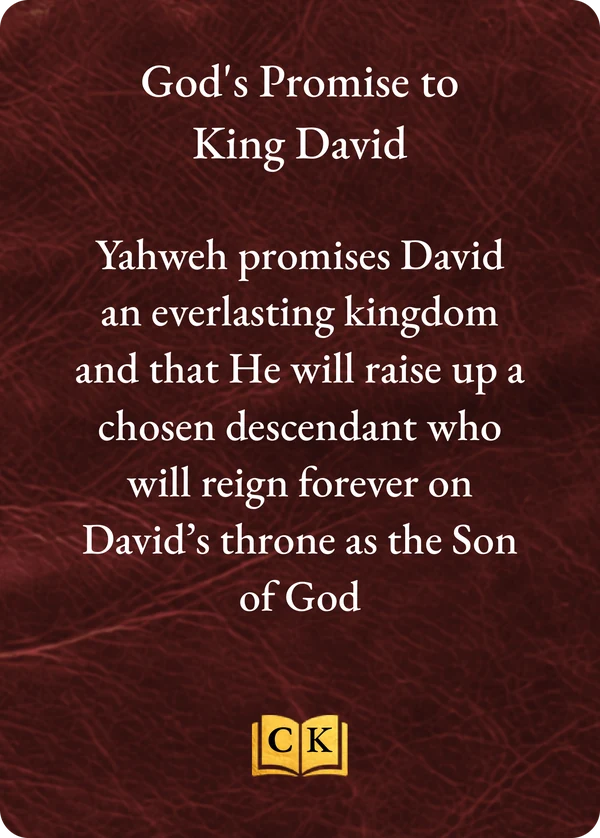 God's Promise to
King David
Yahweh promises David
an everlasting kingdom
and that He will raise up a
chosen descendant who
will reign forever on
David’s throne as the Son
of God
C K